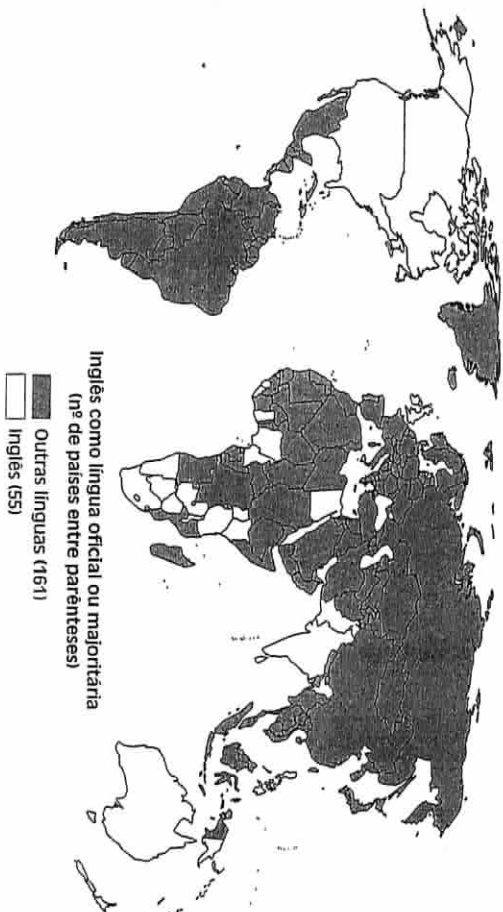 Inglês como língua oficial ou majoritária
(nº de países entre parênteses)
Outras línguas (161)
Inglês (55)